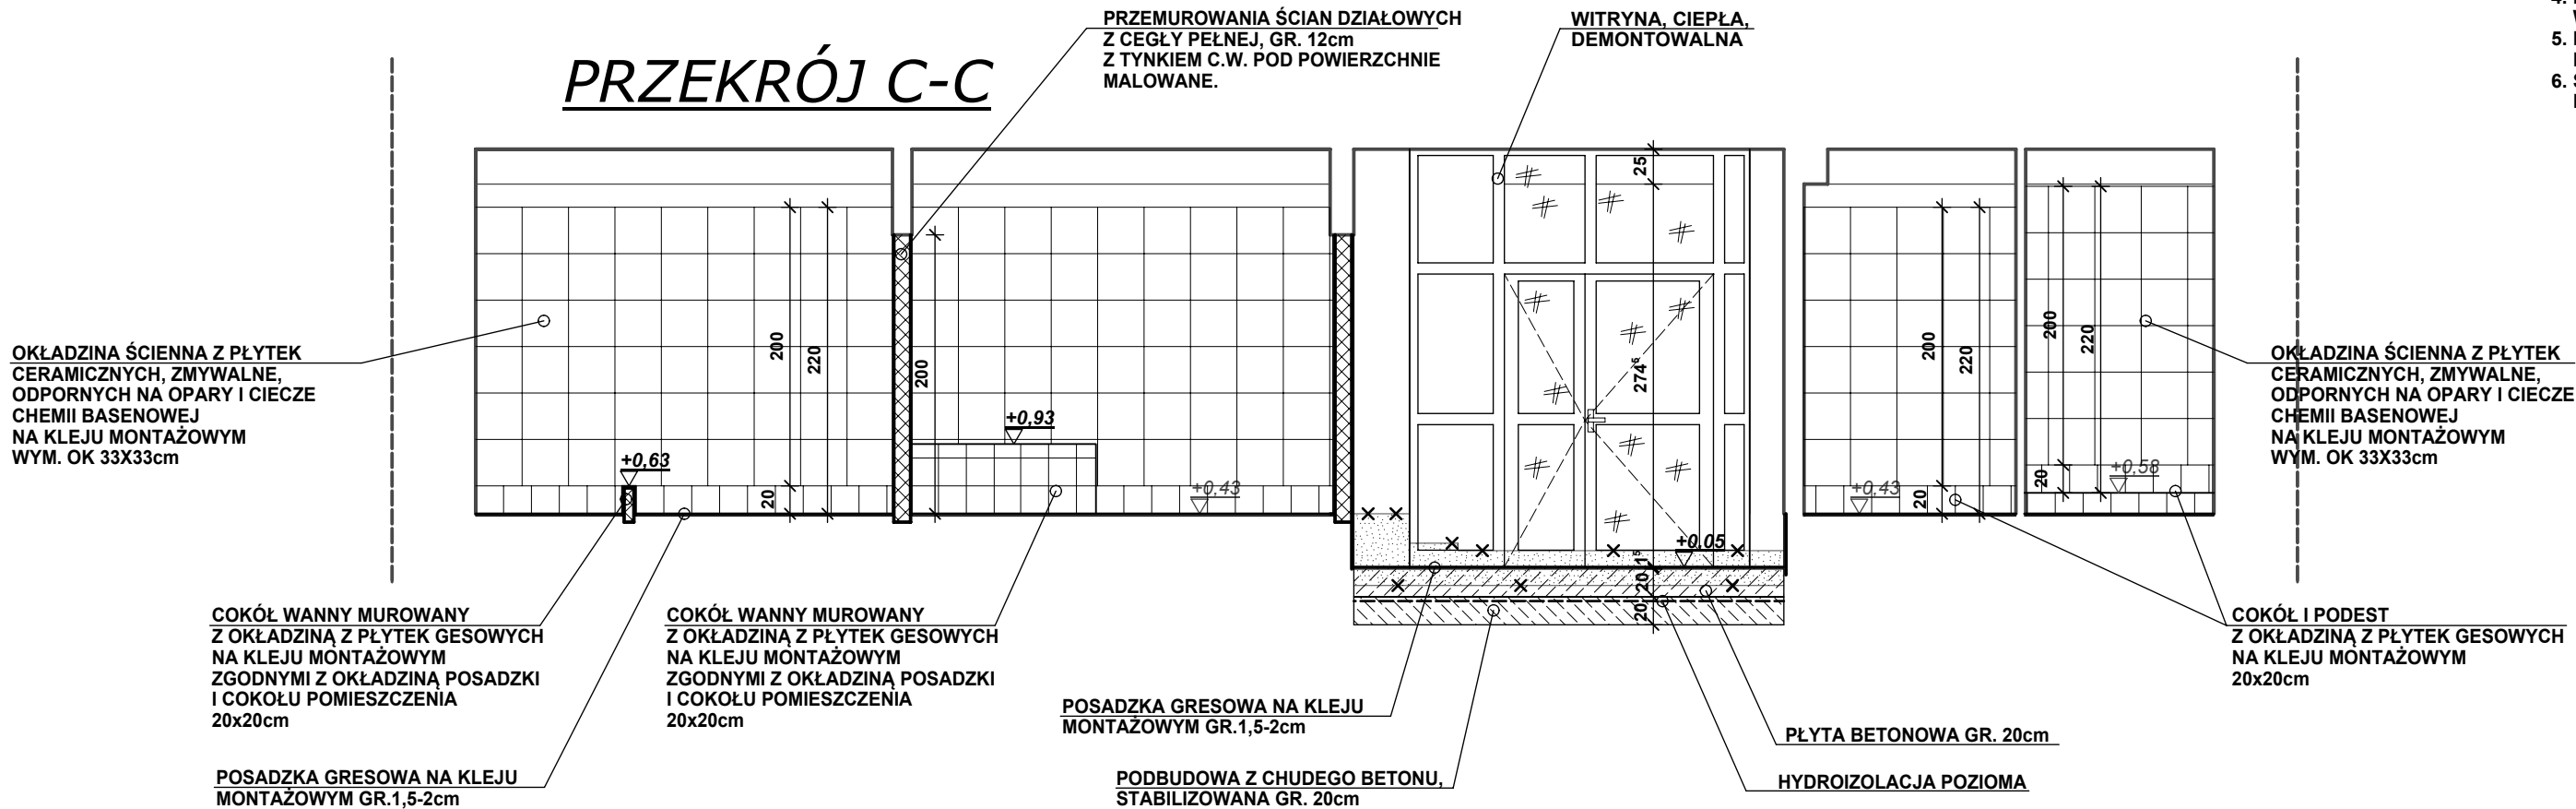 PRZEKRÓJ C-C
PRZEMUROWANIA ŚCIAN DZIAŁOWYCH
Z CEGŁY PEŁNEJ, GR. 12cm
Z TYNKIEM C.W. POD POWIERZCHNIE
MALOWANE.
WITRYNA, CIEPŁA,
DEMONTOWALNA
4.
5.
6.
OKŁADZINA ŚCIENNA Z PŁYTEK
CERAMICZNYCH, ZMYWALNE,
ODPORNYCH NA OPARY I CIECZE
CHEMII BASENOWEJ
NA KLEJU MONTAŻOWYM
WYM. OK 33X33cm
200
220
20
+0,63
200
+0,93
+0,43
25
274⁵
+0,05
1⁵
20
20
200
220
+0,43
20
200
220
20
+0,58
OKŁADZINA ŚCIENNA Z PŁYTEK
CERAMICZNYCH, ZMYWALNE,
ODPORNYCH NA OPARY I CIECZE
CHEMII BASENOWEJ
NA KLEJU MONTAŻOWYM
WYM. OK 33X33cm
COKÓŁ WANNY MUROWANY
Z OKŁADZINĄ Z PŁYTEK GESOWYCH
NA KLEJU MONTAŻOWYM
ZGODNYMI Z OKŁADZINĄ POSADZKI
I COKOŁU POMIESZCZENIA
20x20cm
COKÓŁ WANNY MUROWANY
Z OKŁADZINĄ Z PŁYTEK GESOWYCH
NA KLEJU MONTAŻOWYM
ZGODNYMI Z OKŁADZINĄ POSADZKI
I COKOŁU POMIESZCZENIA
20x20cm
COKÓŁ I PODEST
Z OKŁADZINĄ Z PŁYTEK GESOWYCH
NA KLEJU MONTAŻOWYM
20x20cm
POSADZKA GRESOWA NA KLEJU
MONTAŻOWYM GR.1,5-2cm
POSADZKA GRESOWA NA KLEJU
MONTAŻOWYM GR.1,5-2cm
PODBUDOWA Z CHUDEGO BETONU,
STABILIZOWANA GR. 20cm
PŁYTA BETONOWA GR. 20cm
HYDROIZOLACJA POZIOMA